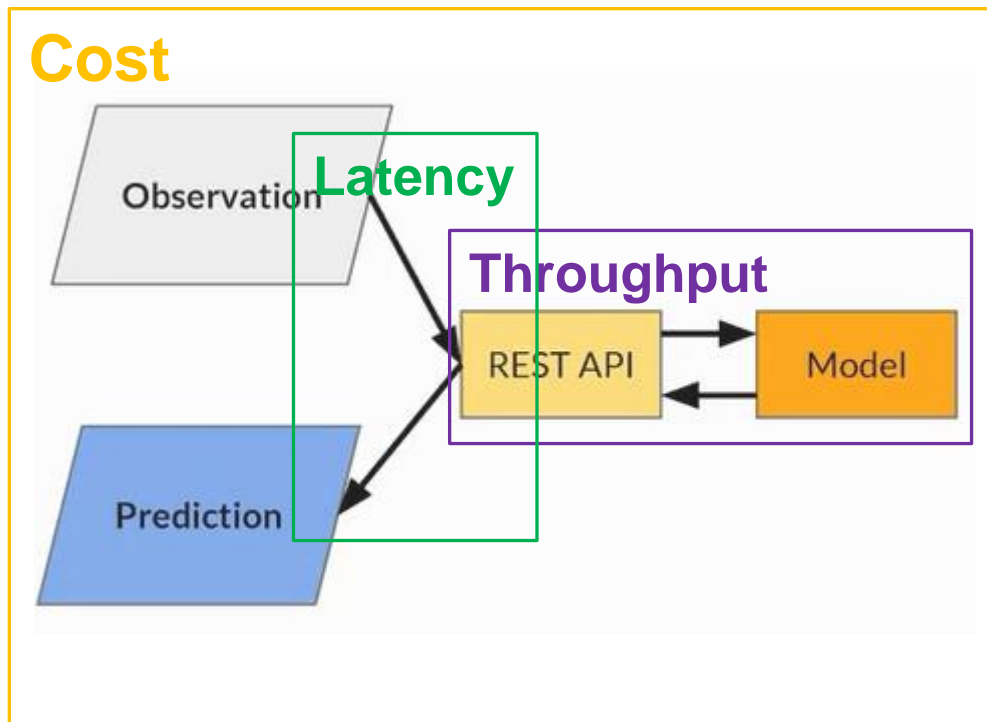 Cost
Latency
Observation
Throughput
REST API
Model
Prediction